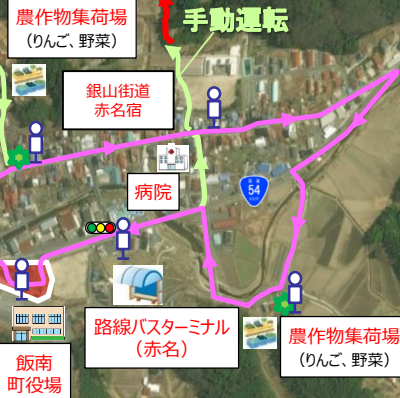 農作物集荷場
(りんご、野菜)
手動運転
銀山街道
赤名宿
病院
54
路線バスターミナル
(赤名)
飯南
町役場
農作物集荷場
(りんご、野菜)